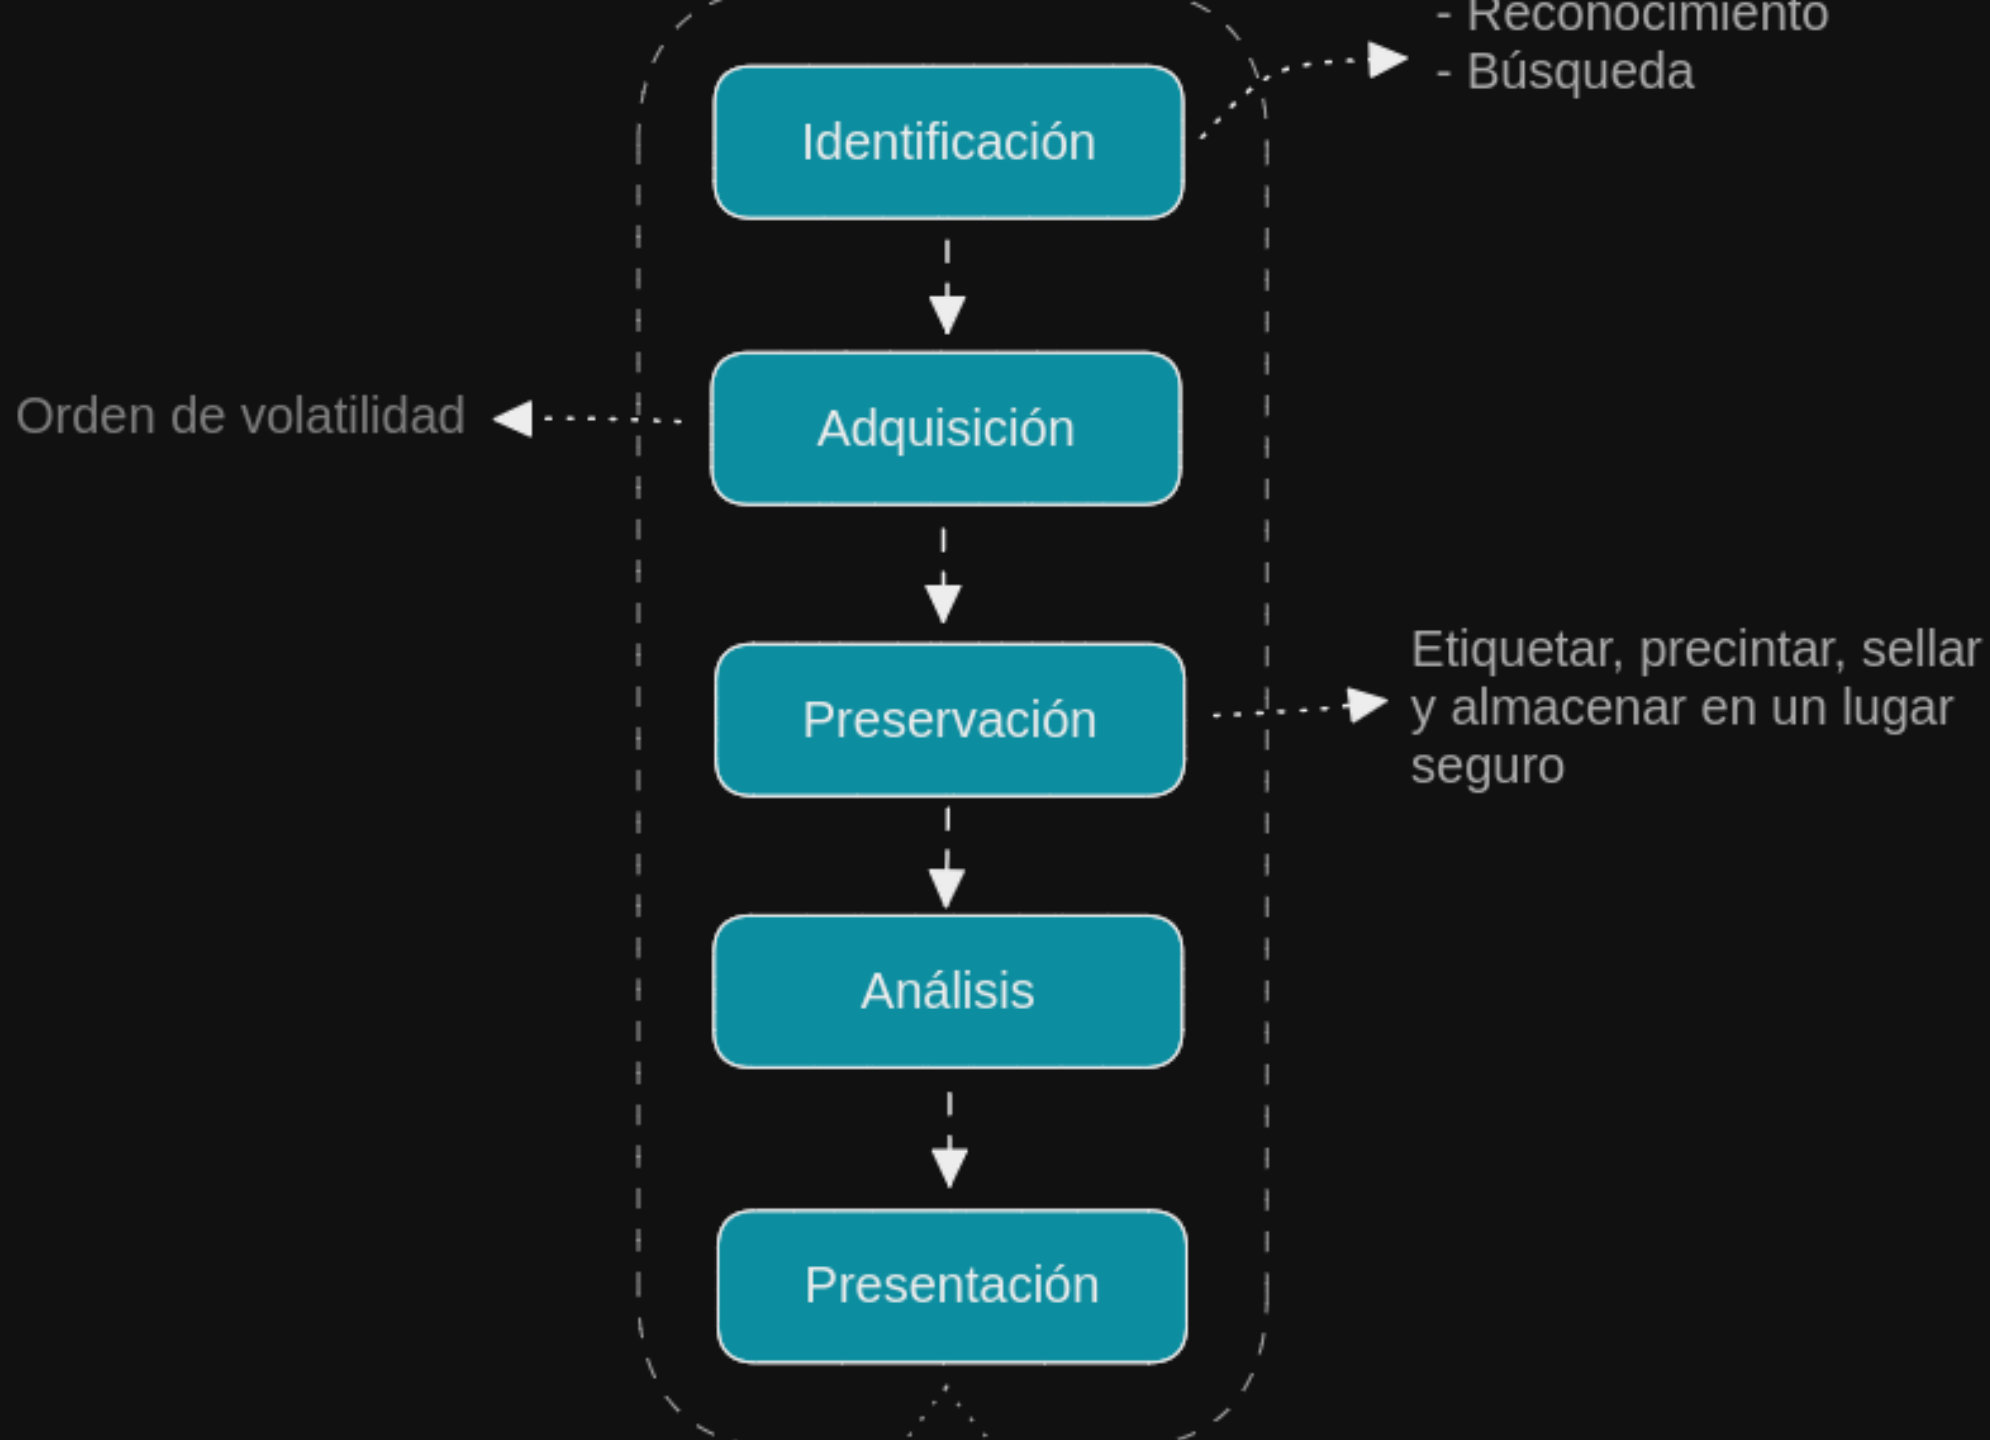 - Reconocimiento
- Búsqueda
Identificación
Orden de volatilidad
Adquisición
Preservación
Etiquetar, precintar, sellar
y almacenar en un lugar
seguro
Análisis
Presentación